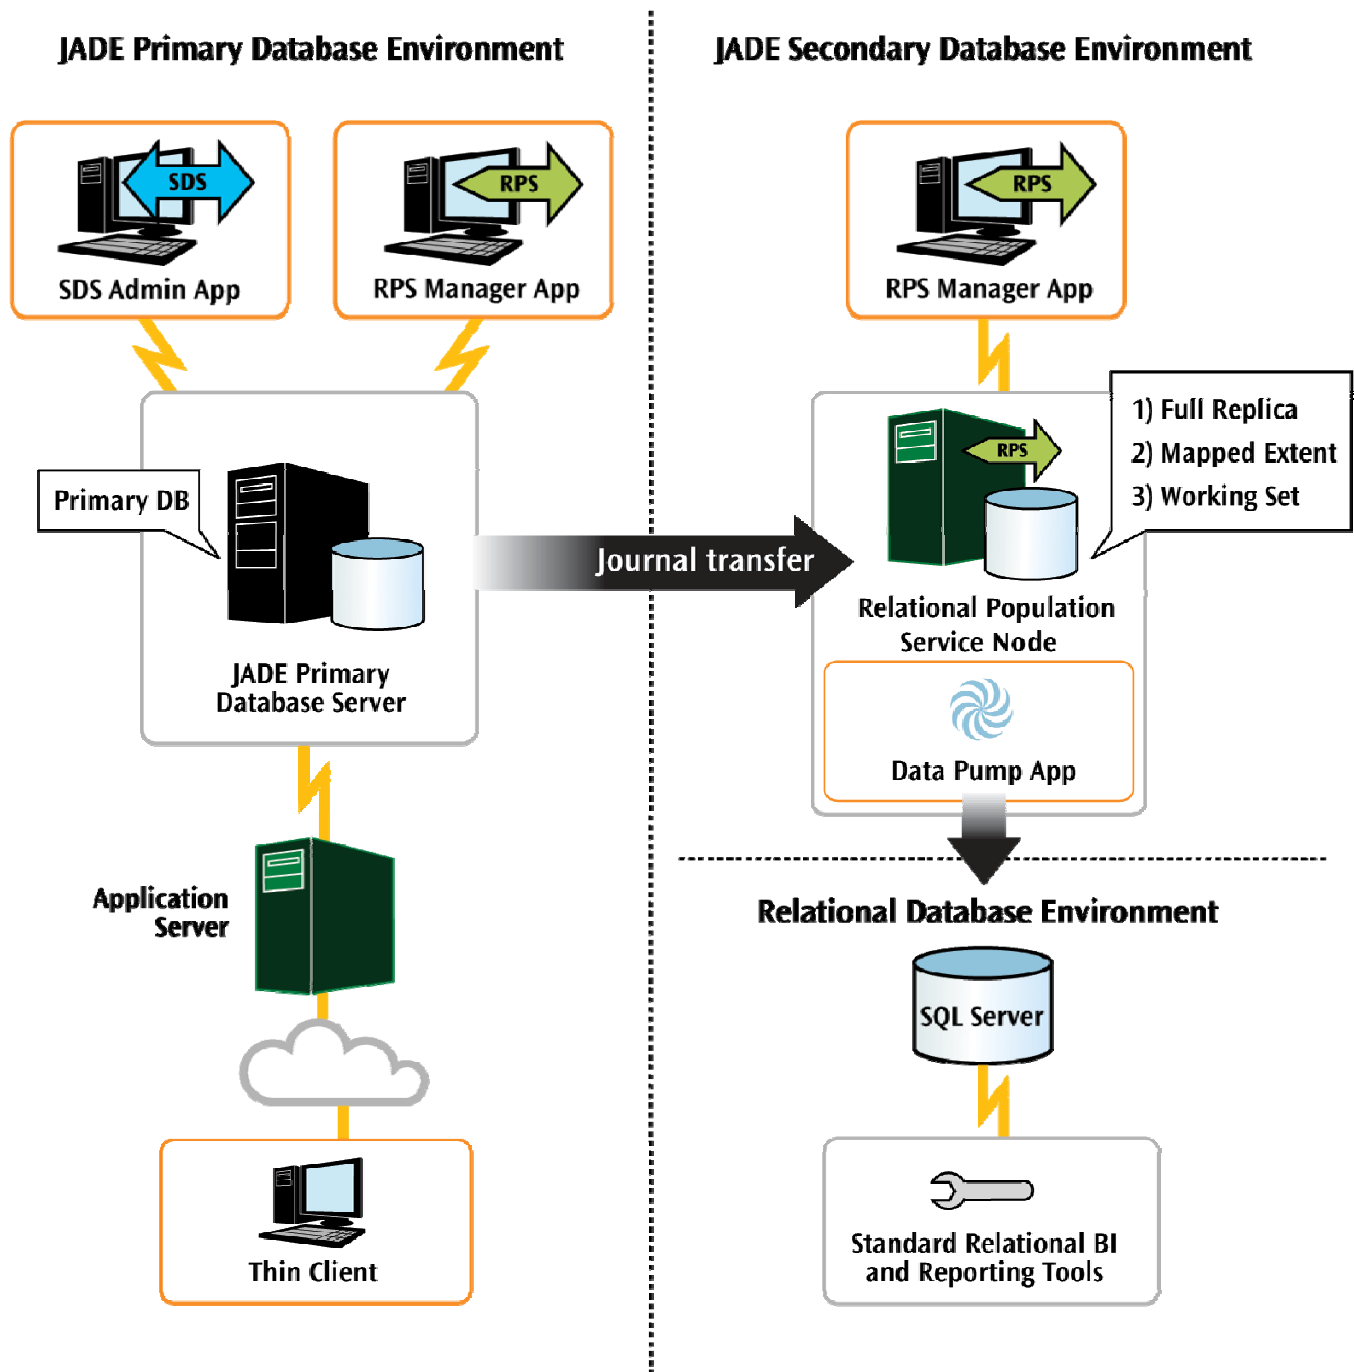 JADE Primary Database Environment
SDS
SDS Admin App
RPS
RPS Manager App
Primary DB
JADE Primary
Database Server
Application
Server
Thin Client
Journal transfer
JADE Secondary Database Environment
RPS
RPS Manager App
RPS
1) Full Replica
2) Mapped Extent
3) Working Set
Relational Population
Service Node
Data Pump App
Relational Database Environment
SQL Server
Standard Relational BI
and Reporting Tools